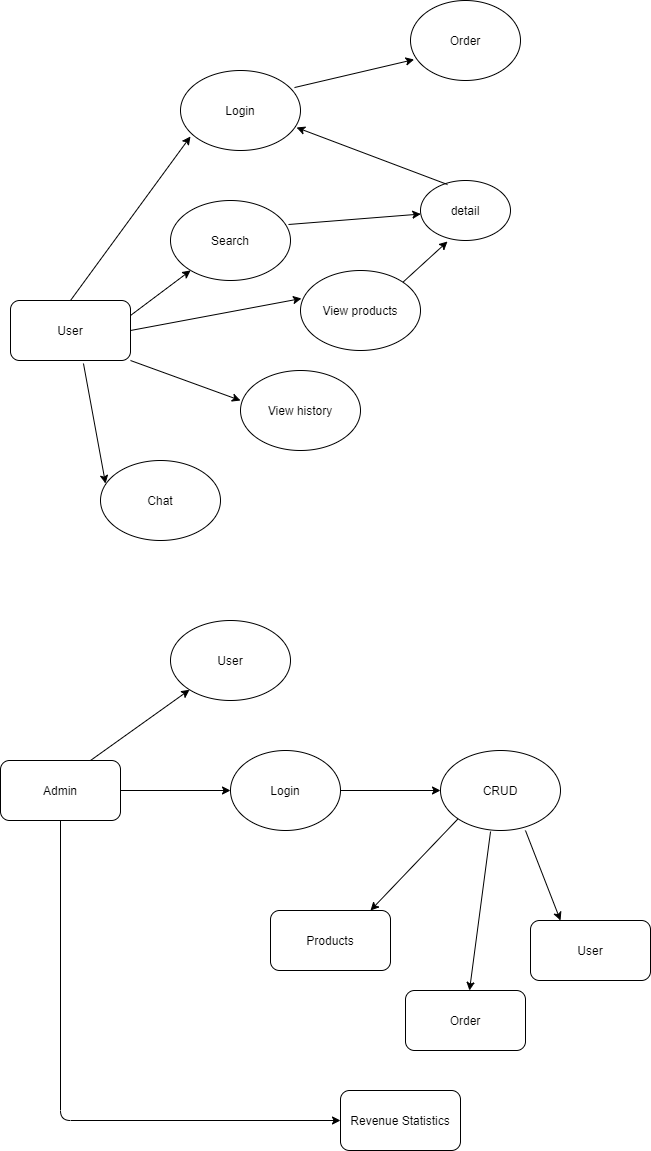 Order
Login
detail
Search
View products
User
View history
Chat
User
Admin
Login
CRUD
Products
User
Order
Revenue Statistics